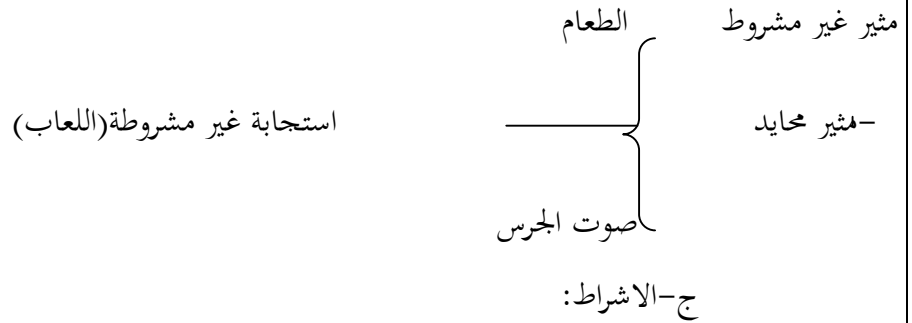 مثير غير مشروط الطعام
-مثير محايد استجابة غير مشروطة(اللعاب)
صوت الجرس
ج-الاشراط: